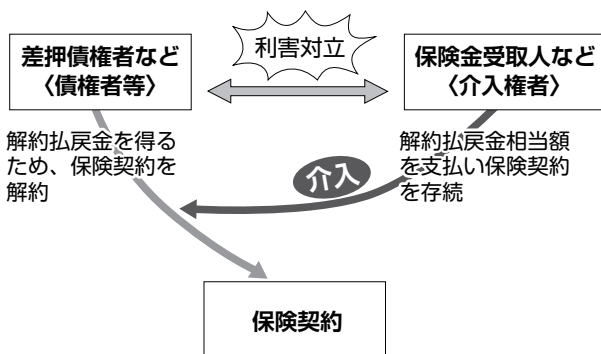 利害対立
差押債権者など
〈債権者等〉
保険金受取人など
〈介入権者〉
解約払戻金を得る
ため、保険契約を
解約
解約払戻金相当額
を支払い保険契約
を存続
介入
保険契約